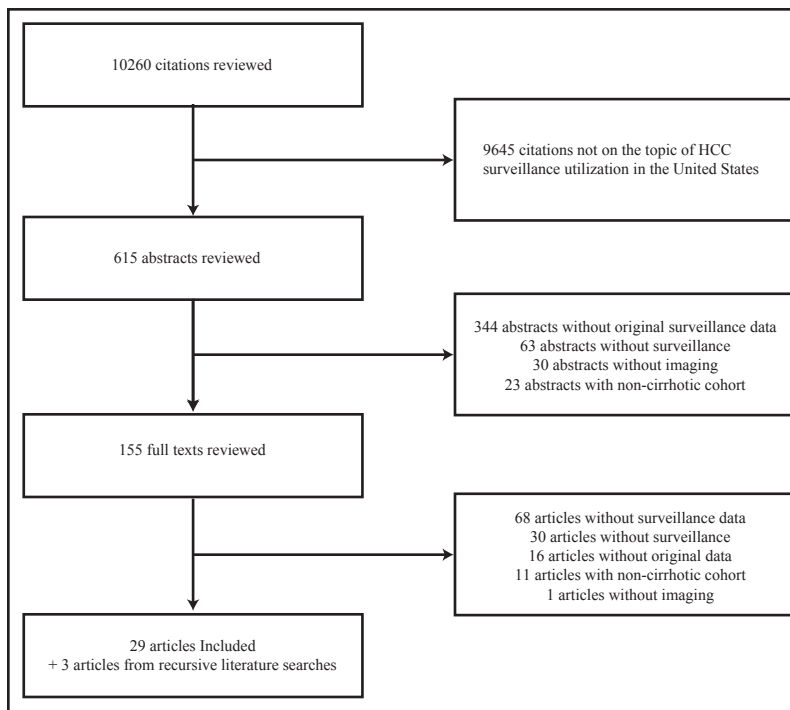 10260 citations reviewed
9645 citations not on the topic of HCC
surveillance utilization in the United States
615 abstracts reviewed
344 abstracts without original surveillance data
63 abstracts without surveillance
30 abstracts without imaging
23 abstracts with non-cirrhotic cohort
155 full texts reviewed
68 articles without surveillance data
30 articles without surveillance
16 articles without original data
11 articles with non-cirrhotic cohort
1 articles without imaging
29 articles Included
+ 3 articles from recursive literature searches